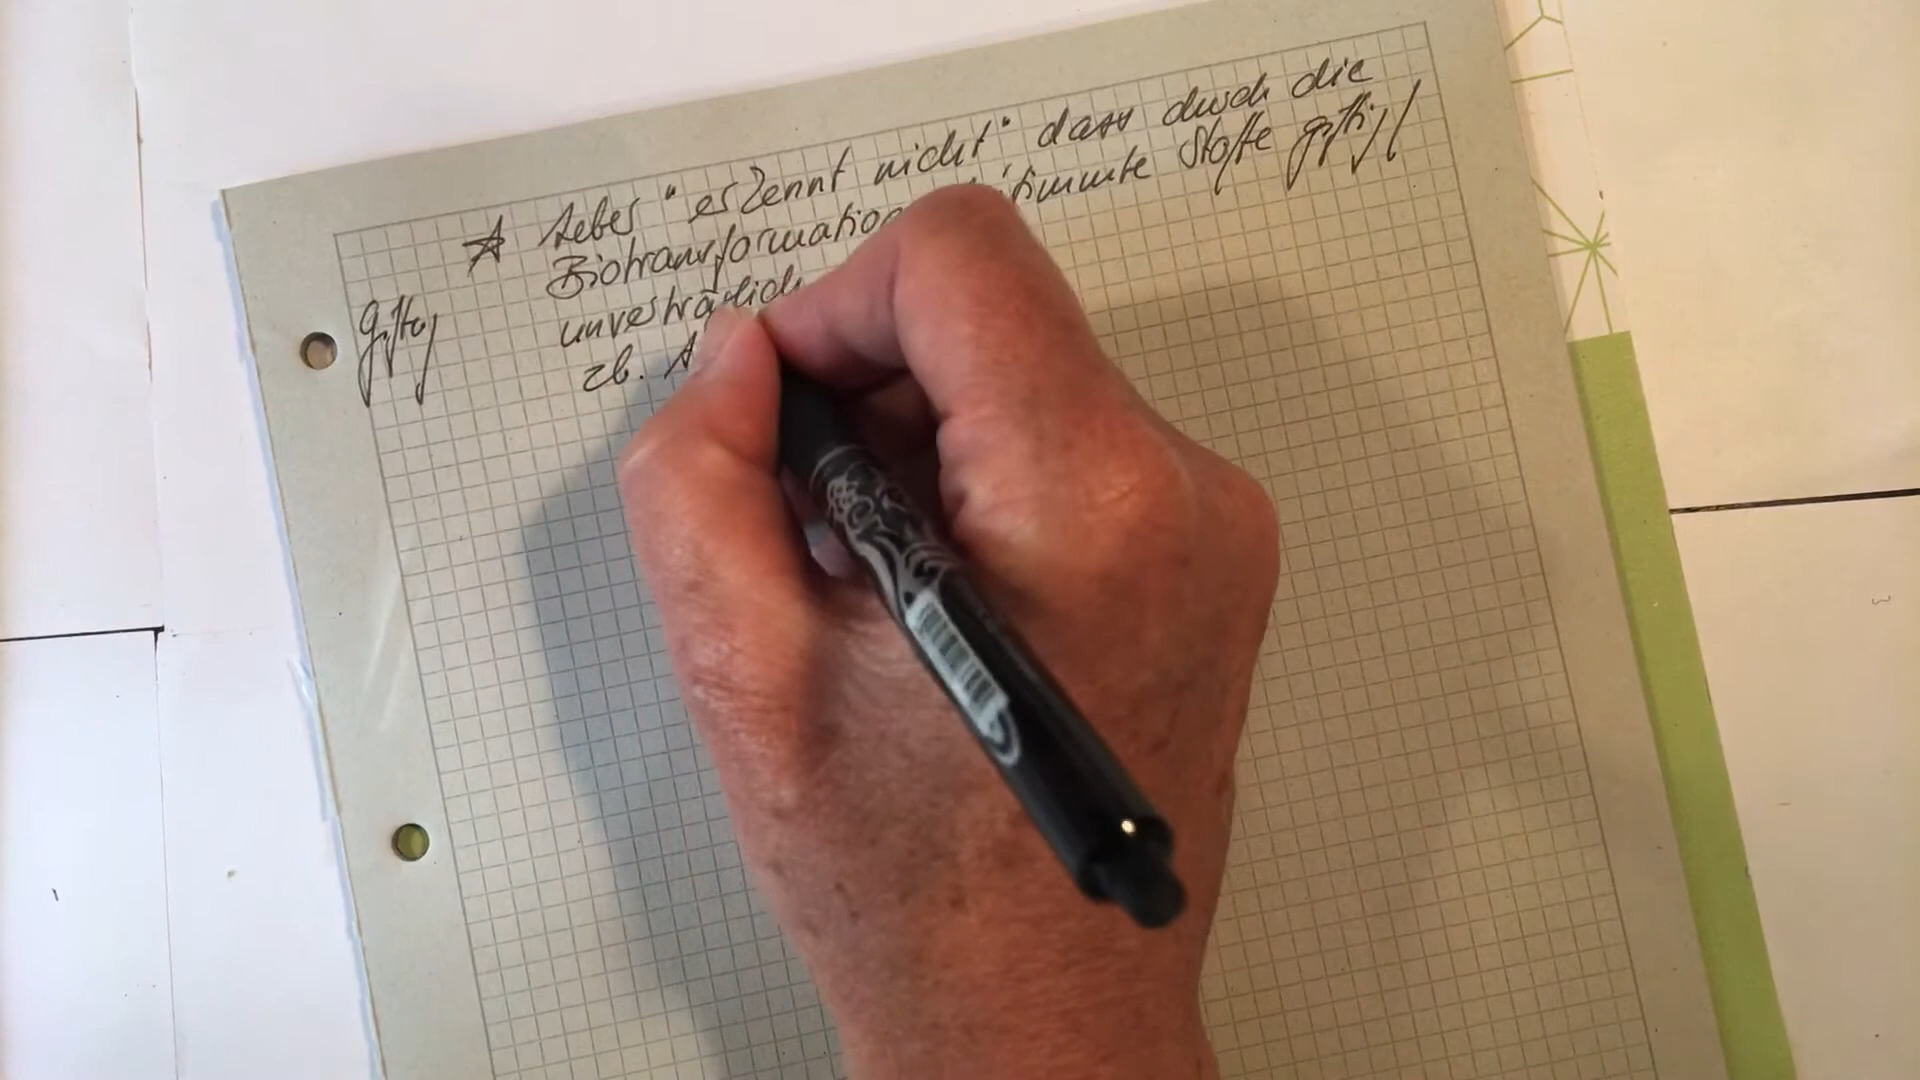 * Leber "erkennt nicht" dass durch die
Biotransformation bestimmte Stoffe giftig/
unverträglich
giftig
zb. A